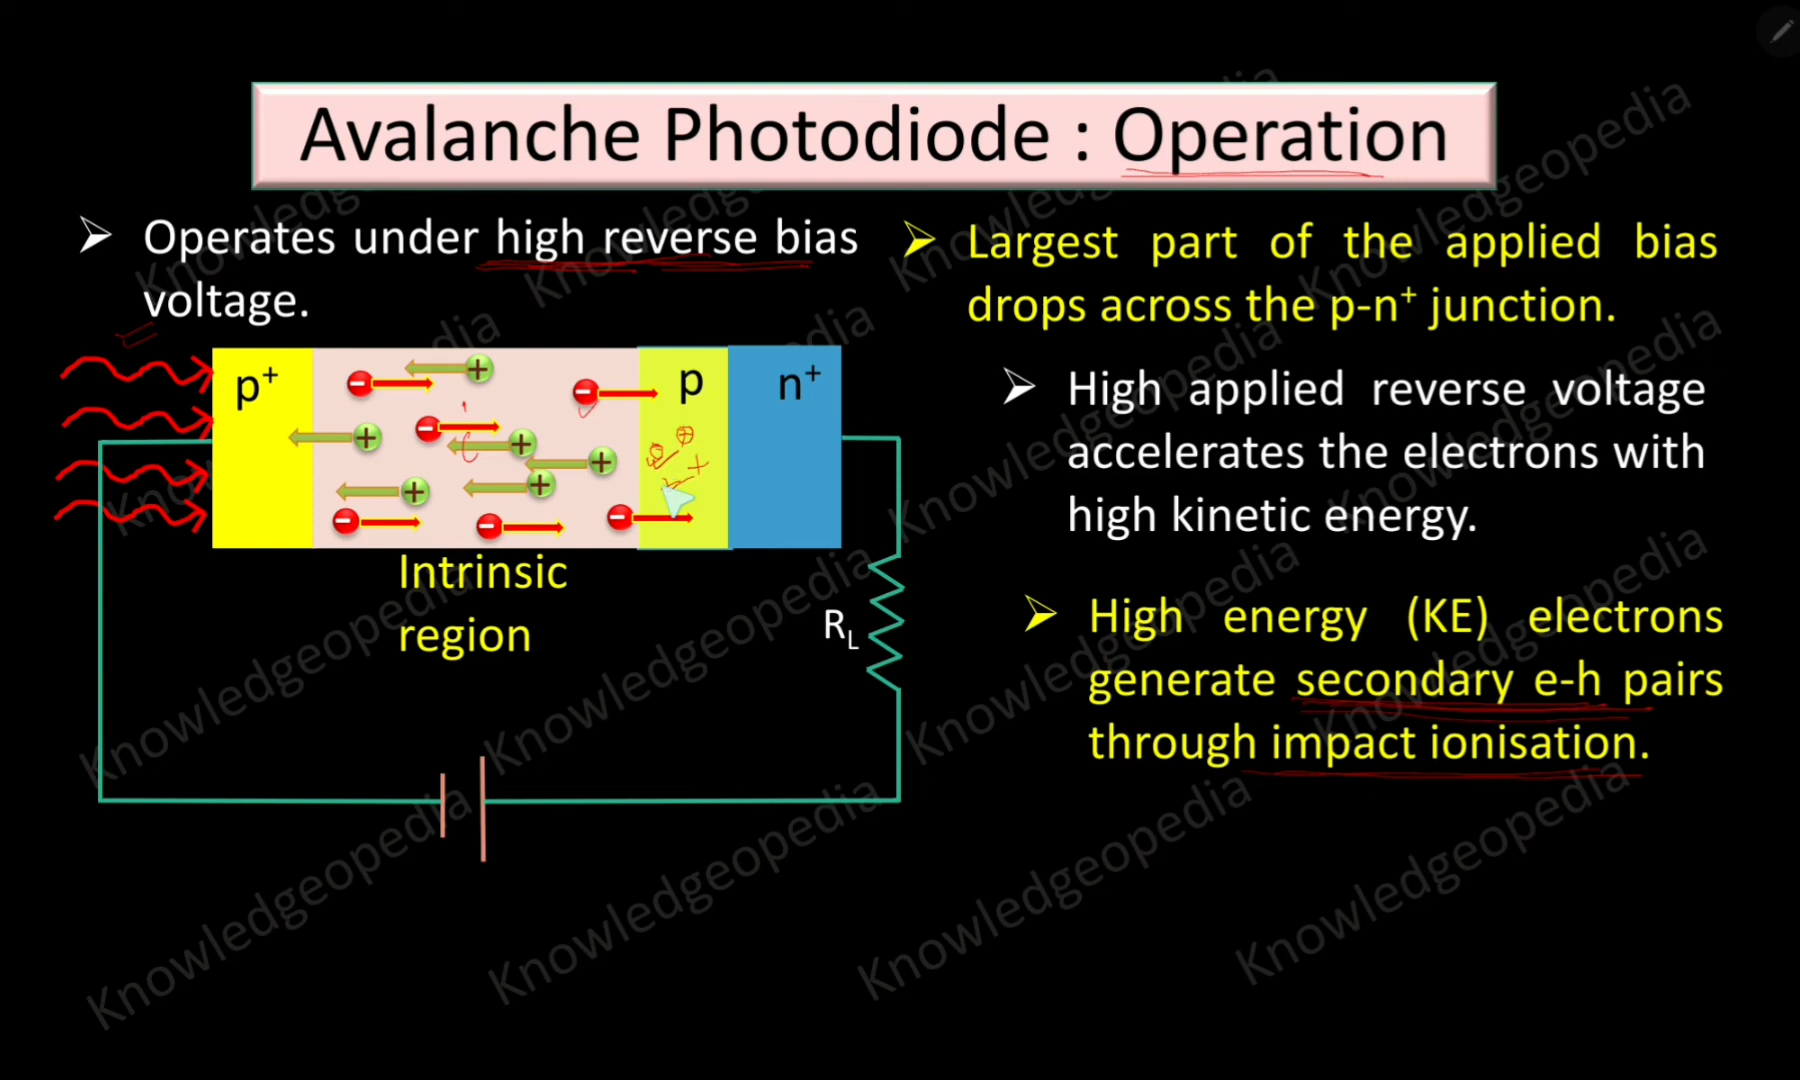 Avalanche Photodiode : Operation
➢ Operates under high reverse bias
voltage.
➢ Largest part of the applied bias
drops across the p-n⁺ junction.
➢ High applied reverse voltage
accelerates the electrons with
high kinetic energy.
➢ High energy (KE) electrons
generate secondary e-h pairs
through impact ionisation.
p⁺
p
n⁺
Intrinsic
region
R_L
Knowledgeopedia